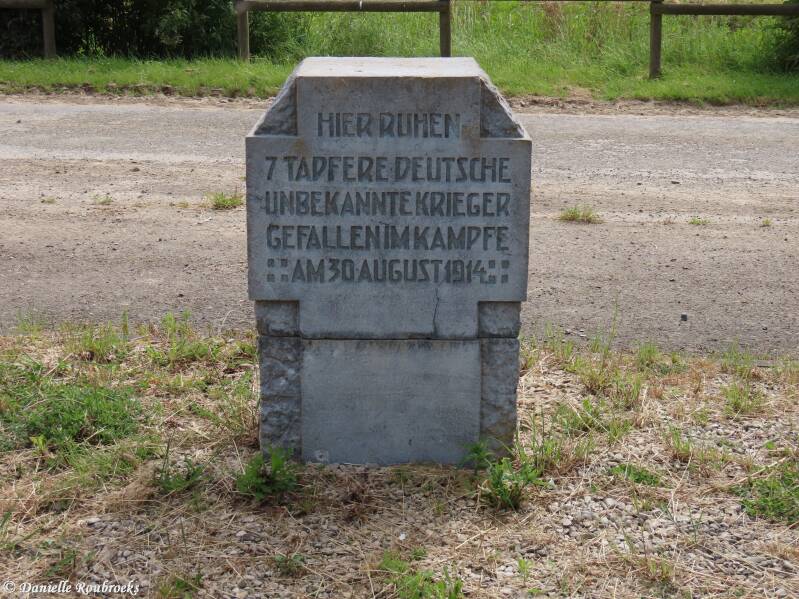 HIER RUHEN
7 TAPFERE DEUTSCHE
UNBEKANNTE KRIEGER
GEFALLEN IM KAMPFE
AM 30 AUGUST 1914
© Danielle Roubroeks